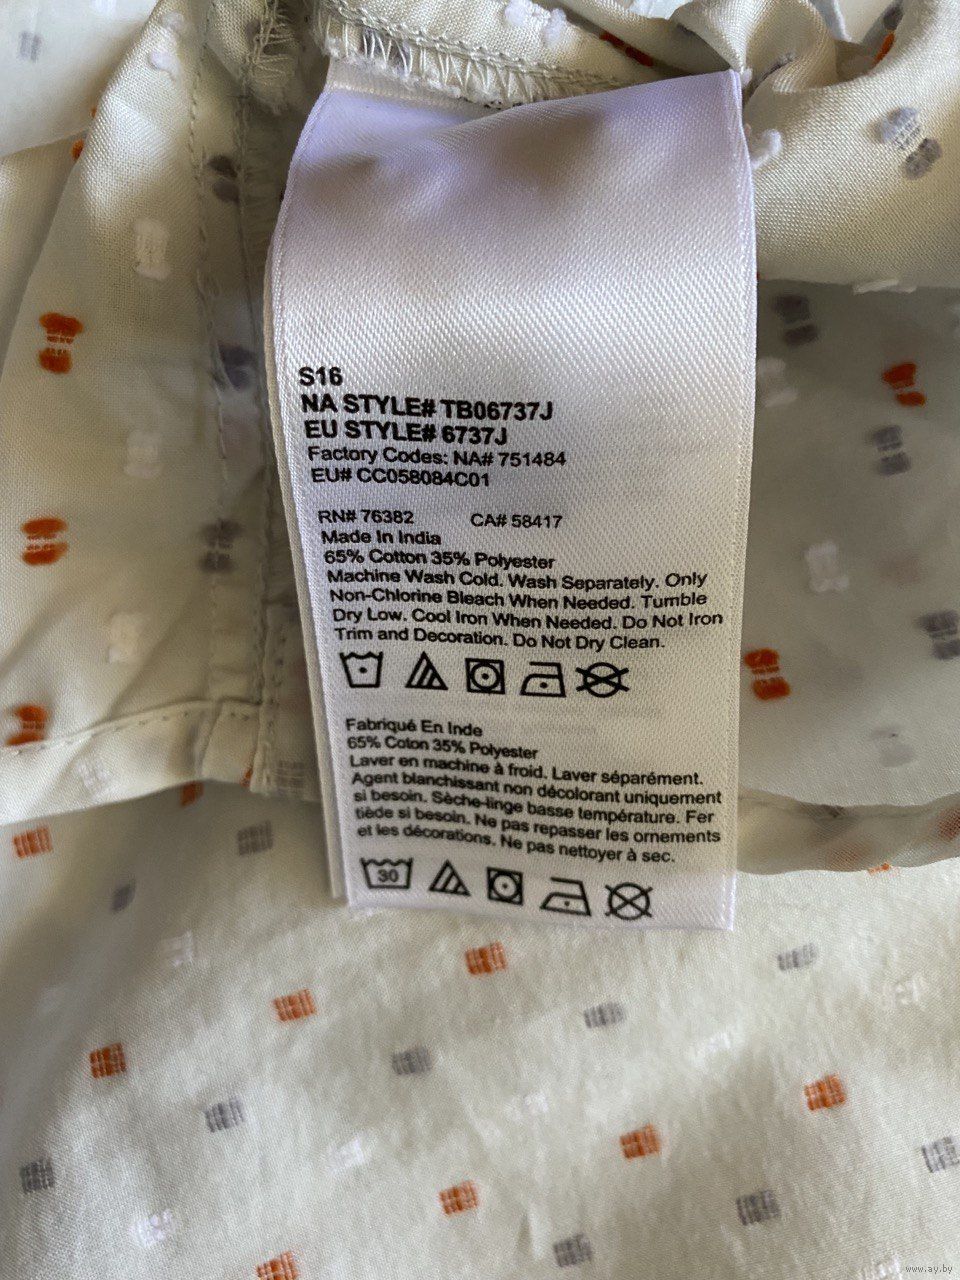 S16
NA STYLE# TB06737J
EU STYLE# 6737J
Factory Codes: NA# 751484
EU# CC058084C01
RN# 76382 CA# 58417
Made In India
65% Cotton 35% Polyester
Machine Wash Cold. Wash Separately. Only
Non-Chlorine Bleach When Needed. Tumble
Dry Low. Cool Iron When Needed. Do Not Iron
Trim and Decoration. Do Not Dry Clean.
Fabriqué En Inde
65% Coton 35% Polyester
Laver en machine à froid. Laver séparément.
Agent blanchissant non décolorant uniquement
si besoin. Sèche-linge basse température. Fer
tiède si besoin. Ne pas repasser les ornements
et les décorations. Ne pas nettoyer à sec.
30
www.ay.by